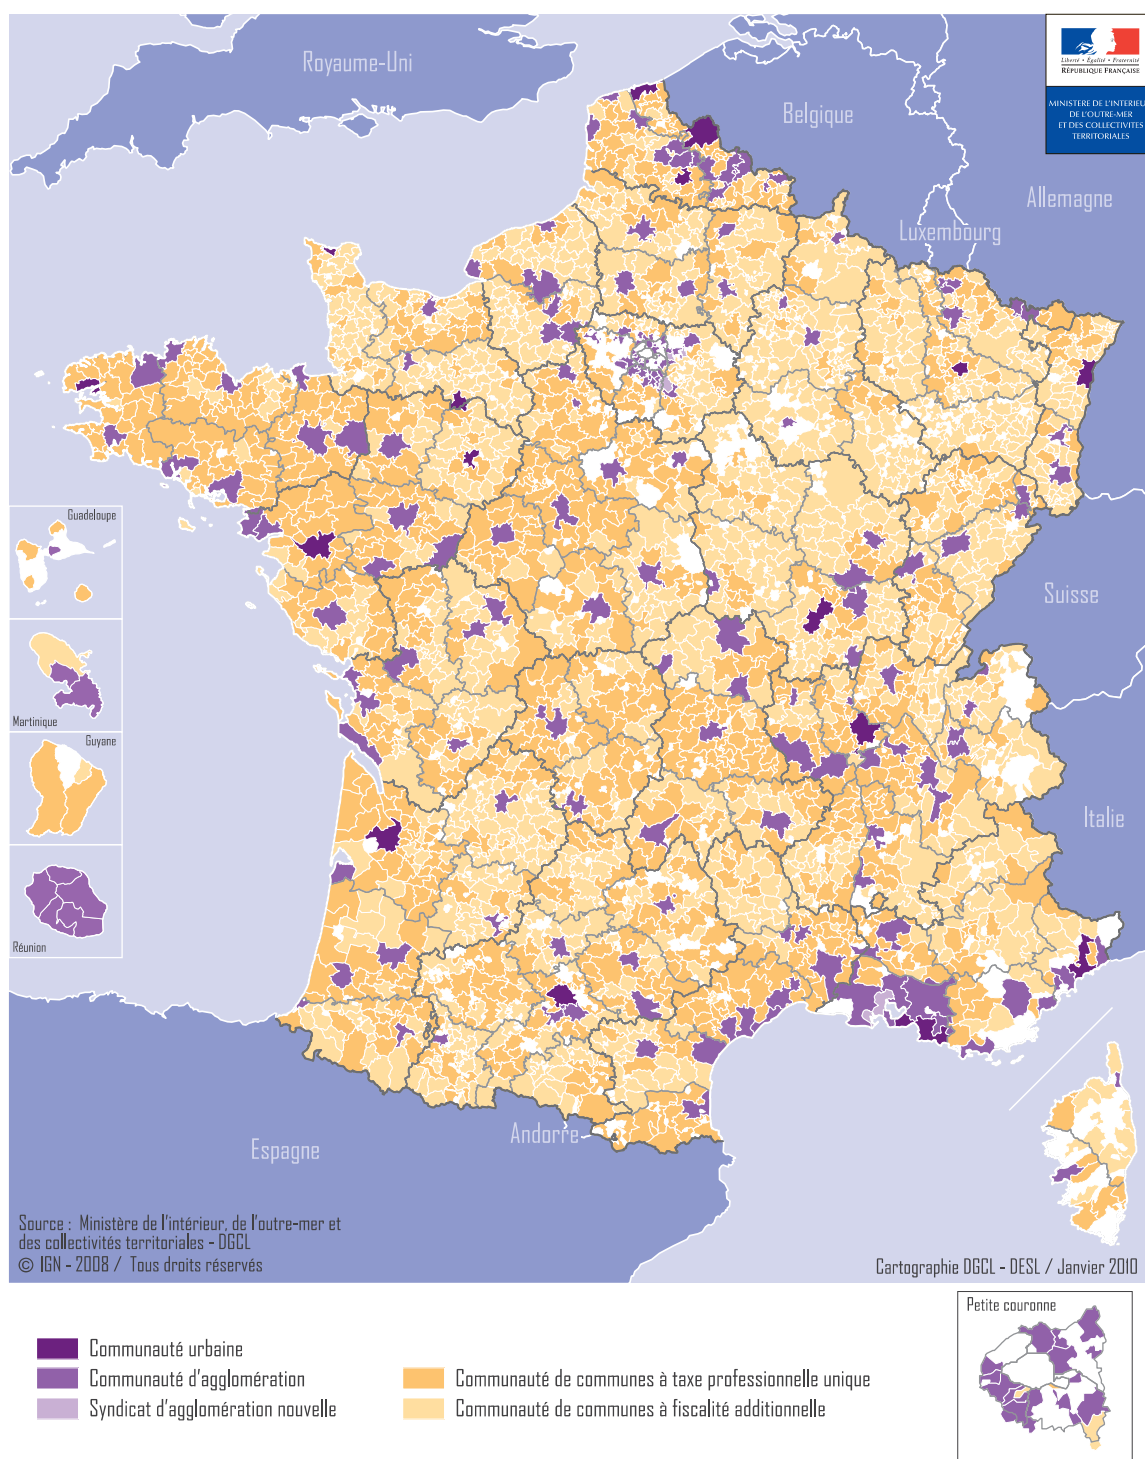 Royaume-Uni
Belgique
Liberté • Égalité • Fraternité
RÉPUBLIQUE FRANÇAISE
MINISTERE DE L'INTERIEU
DE L'OUTRE-MER
ET DES COLLECTIVITES
TERRITORIALES
Allemagne
Luxembourg
Guadeloupe
Suisse
Martinique
Guyane
Italie
Réunion
Andorre
Espagne
Source : Ministère de l'intérieur, de l'outre-mer et
des collectivités territoriales - DGCL
© IGN - 2008 / Tous droits réservés
Cartographie DGCL - DESL / Janvier 2010
Petite couronne
Communauté urbaine
Communauté d'agglomération
Syndicat d'agglomération nouvelle
Communauté de communes à taxe professionnelle unique
Communauté de communes à fiscalité additionnelle